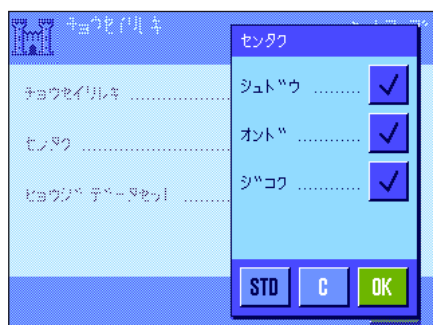 チョウセイリレキ
センタク
チョウセイリレキ ..........
シュドウ ........
センタク ..........
オンド ..........
ヒョウジ データセット ......
ジコク ..........
STD C OK